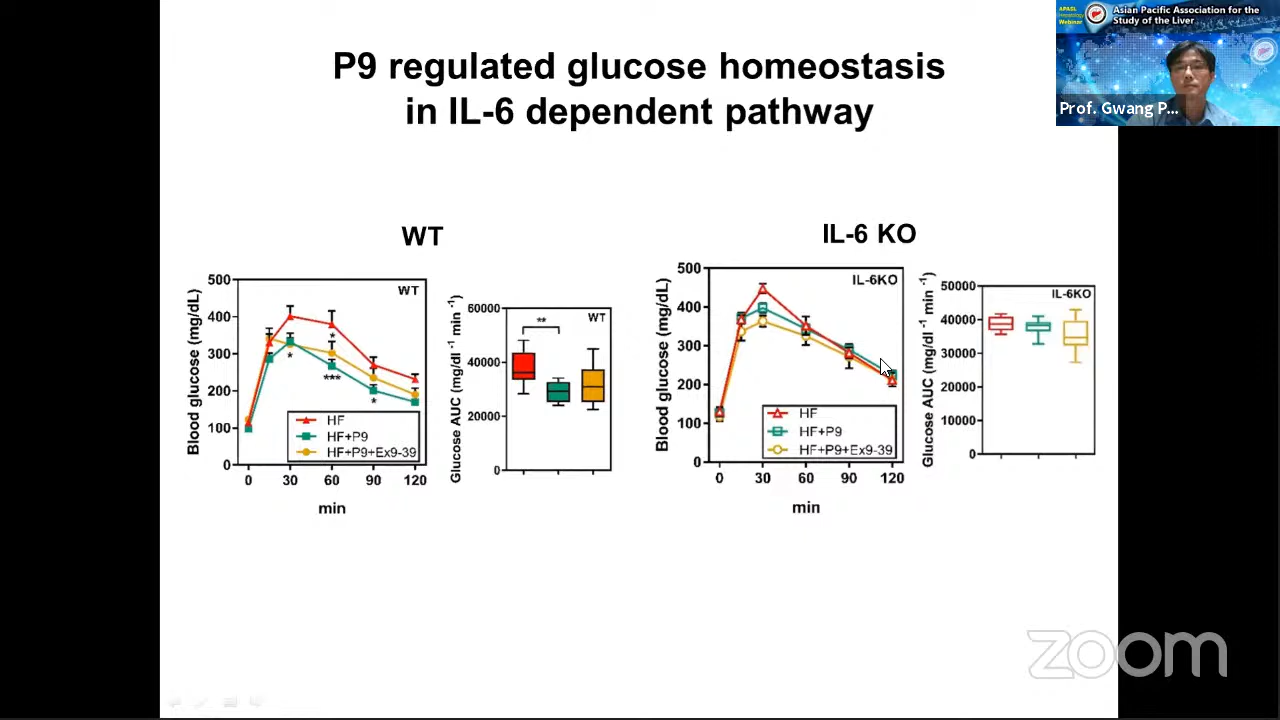 P9 regulated glucose homeostasis
in IL-6 dependent pathway
APASL
Webinar
Asian Pacific Association for the
Study of the Liver
Prof. Gwang P...
WT
Blood glucose (mg/dL)
500
400
300
200
100
0
WT
*
*
***
*
HF
HF+P9
HF+P9+Ex9-39
0 30 60 90 120
min
Glucose AUC (mg/dl -1 min -1)
60000
40000
20000
0
**
WT
IL-6 KO
Blood glucose (mg/dL)
500
400
300
200
100
0
IL-6KO
HF
HF+P9
HF+P9+Ex9-39
0 30 60 90 120
min
Glucose AUC (mg/dl -1 min -1)
50000
40000
30000
20000
10000
0
IL-6KO
zoom